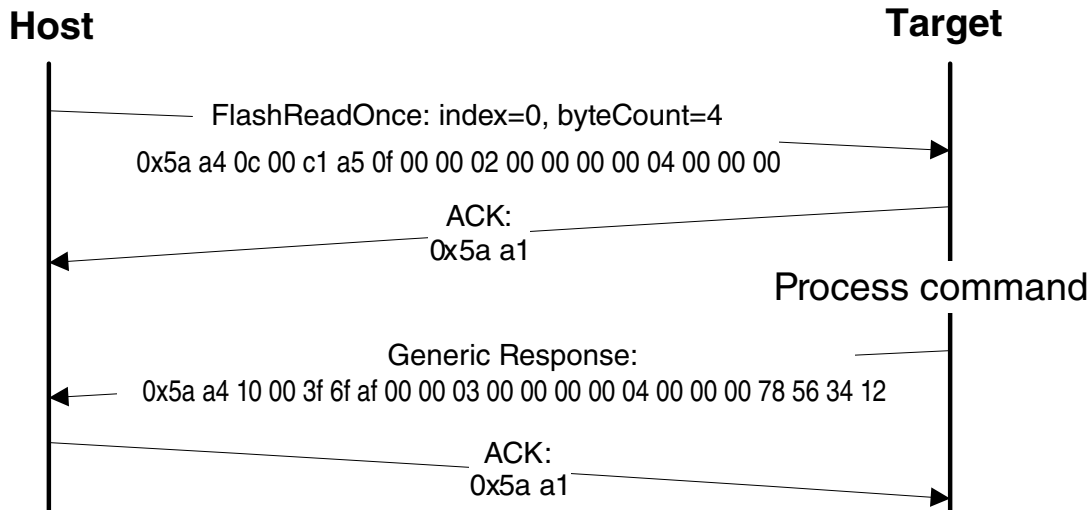 Host
Target
FlashReadOnce: index=0, byteCount=4
0x5a a4 0c 00 c1 a5 0f 00 00 02 00 00 00 00 04 00 00 00
ACK:
0x5a a1
Process command
Generic Response:
0x5a a4 10 00 3f 6f af 00 00 03 00 00 00 00 04 00 00 00 78 56 34 12
ACK:
0x5a a1